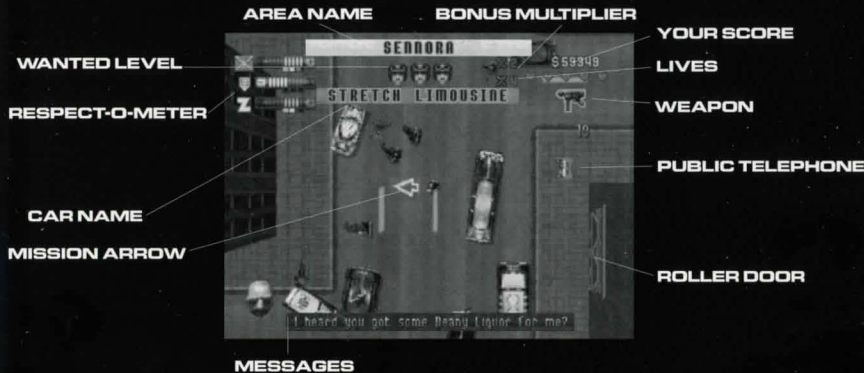 AREA NAME
BONUS MULTIPLIER
YOUR SCORE
WANTED LEVEL
SENNORA
$59349
LIVES
RESPECT-O-METER
Z
STRETCH LIMOUSINE
WEAPON
PUBLIC TELEPHONE
CAR NAME
MISSION ARROW
ROLLER DOOR
I heard you got some Beaby Liquor for me?
MESSAGES